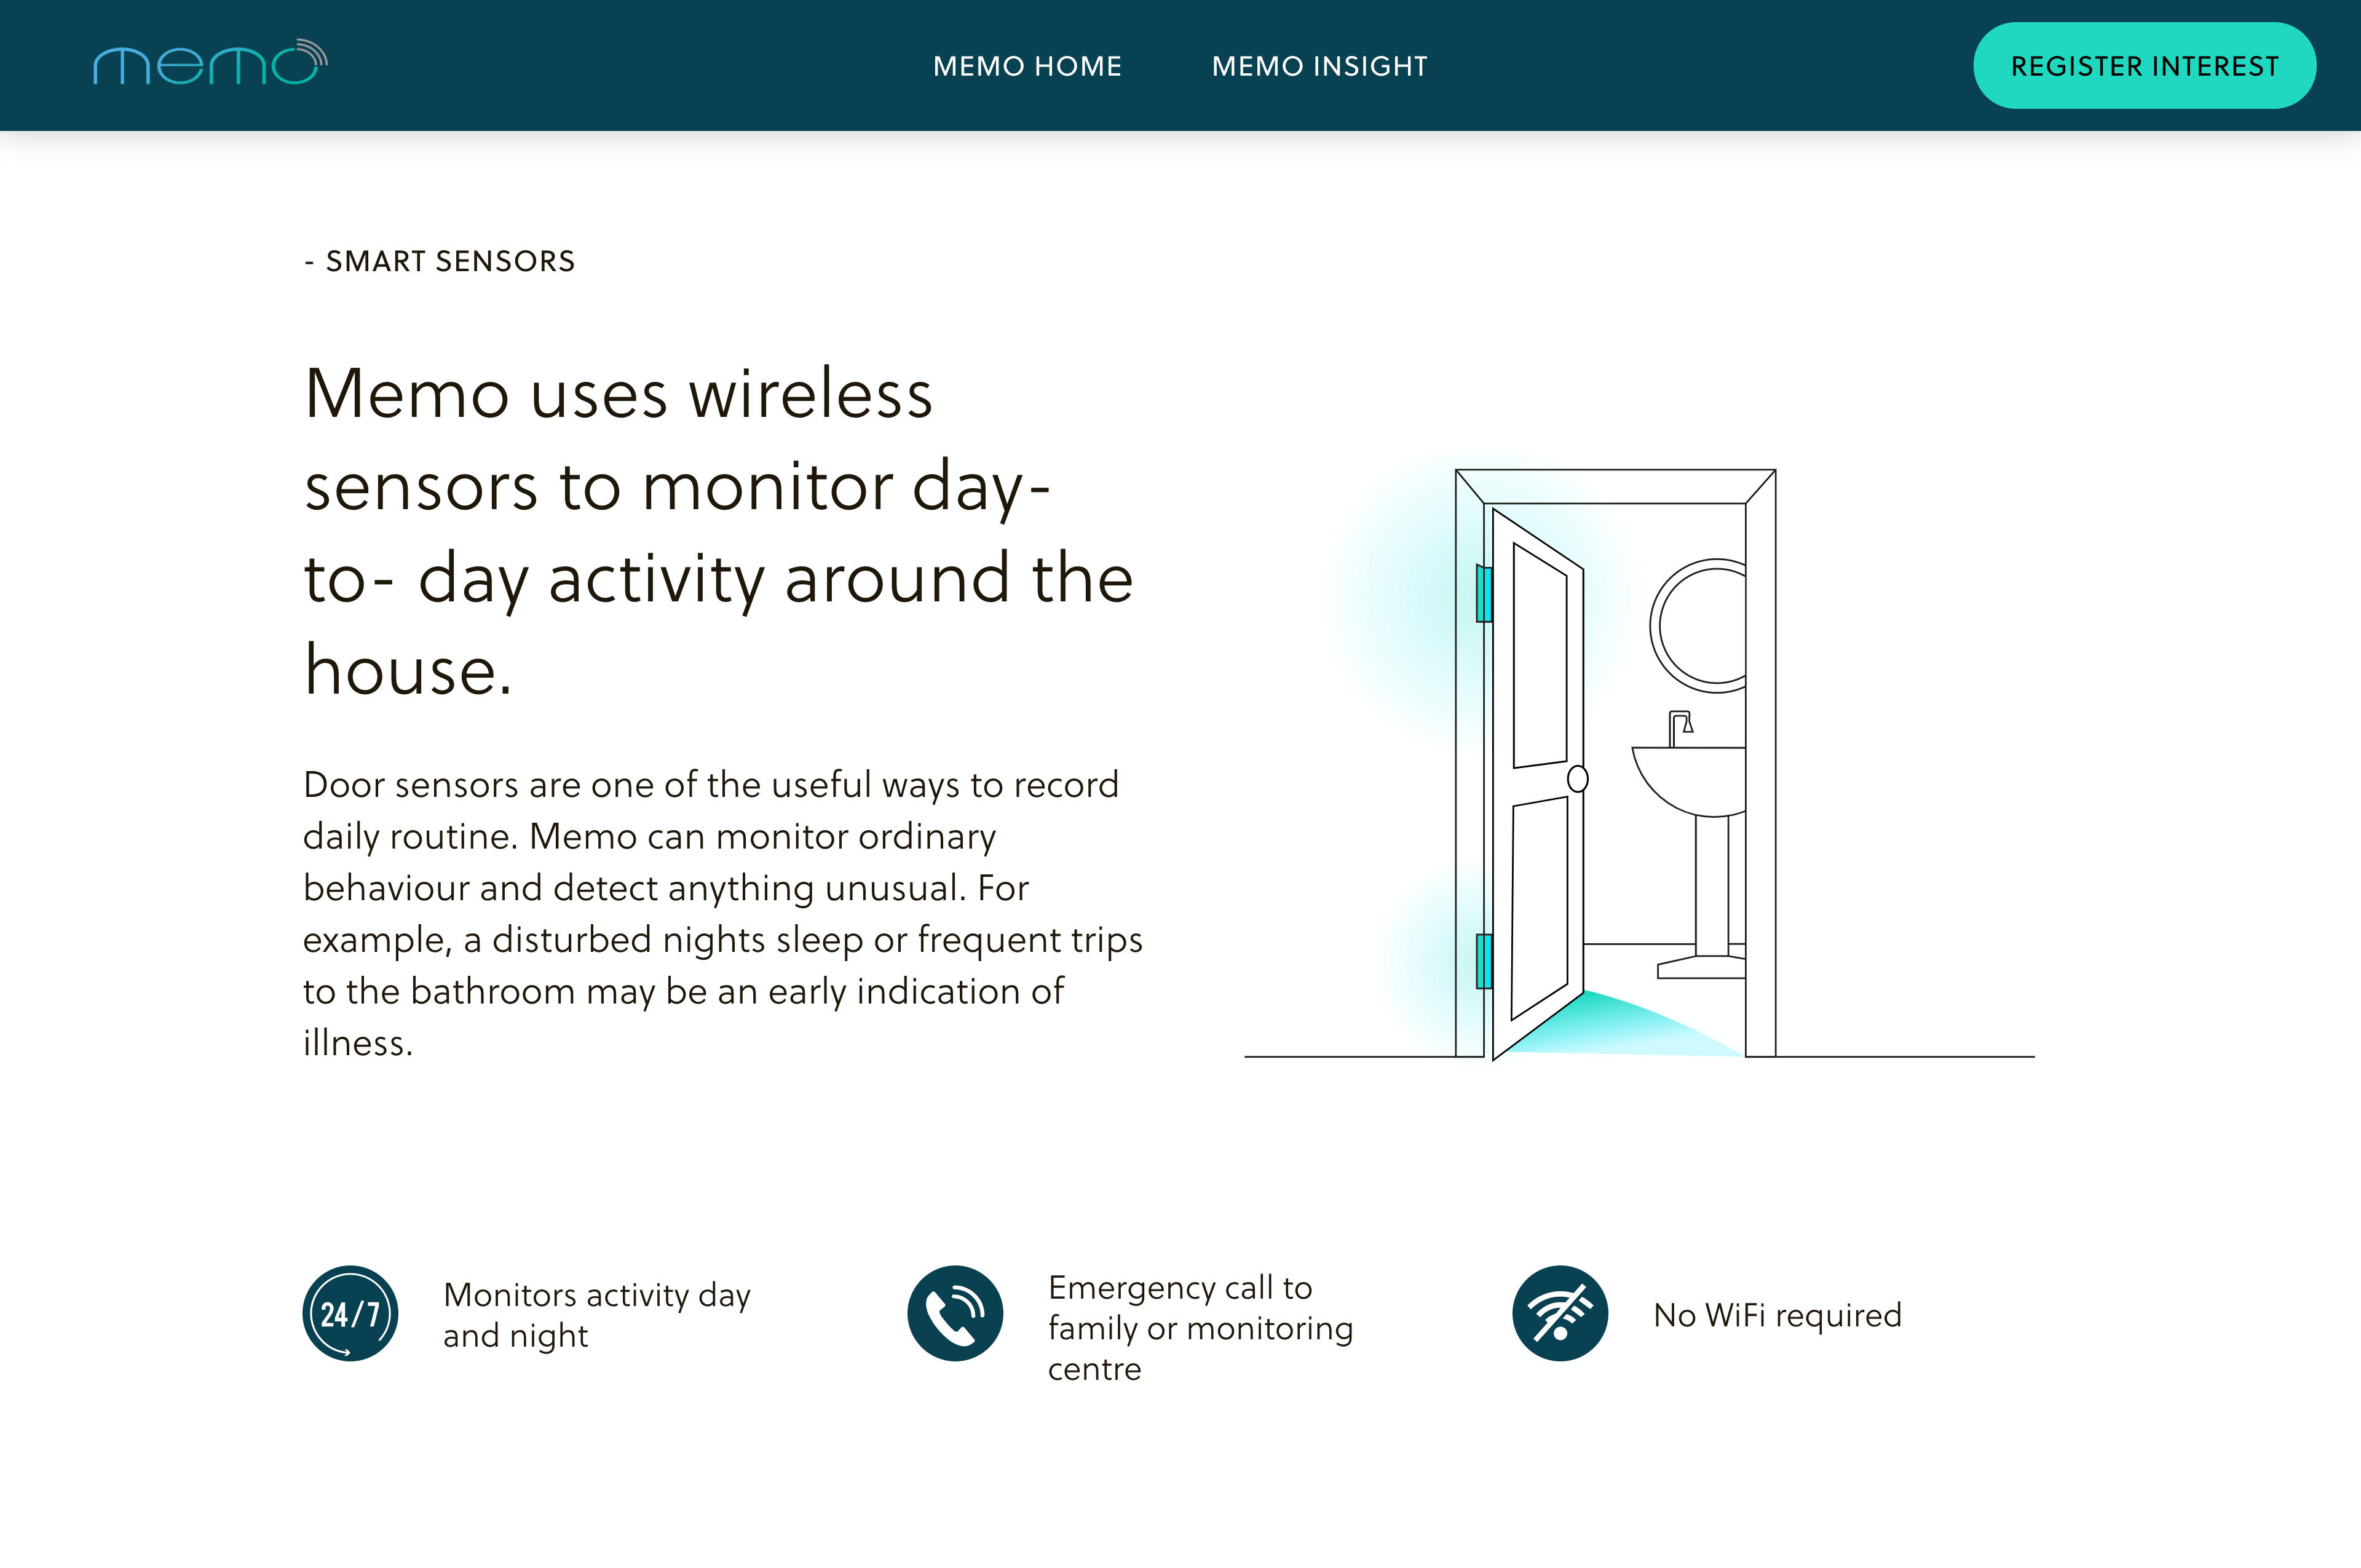 memo
MEMO HOME
MEMO INSIGHT
REGISTER INTEREST
- SMART SENSORS
Memo uses wireless
sensors to monitor day-
to- day activity around the
house.
Door sensors are one of the useful ways to record
daily routine. Memo can monitor ordinary
behaviour and detect anything unusual. For
example, a disturbed nights sleep or frequent trips
to the bathroom may be an early indication of
illness.
24/7
Monitors activity day
and night
Emergency call to
family or monitoring
centre
No WiFi required